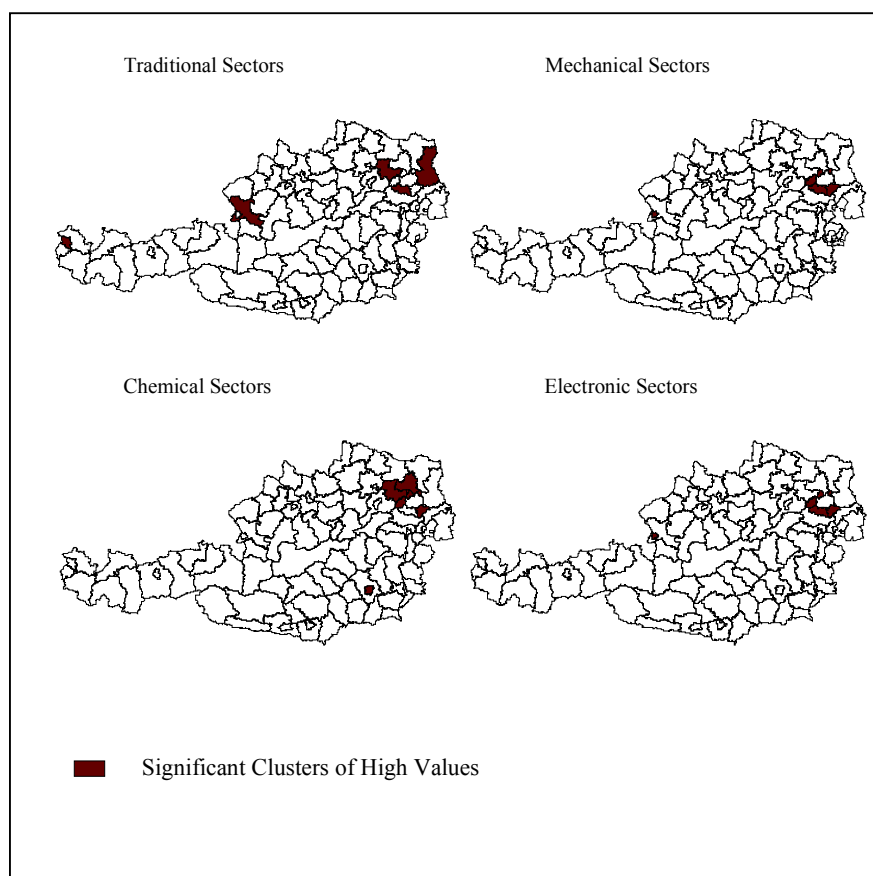 Traditional Sectors
Mechanical Sectors
Chemical Sectors
Electronic Sectors
Significant Clusters of High Values